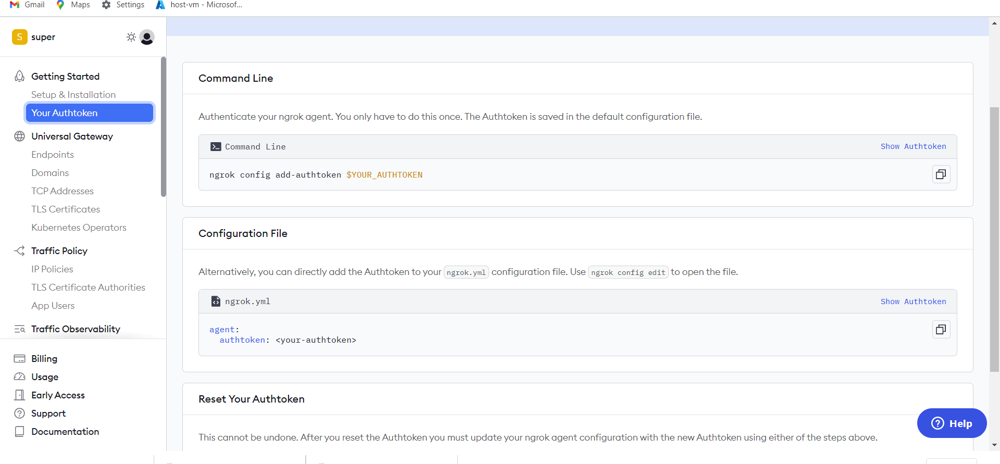 Gmail
Maps
Settings
host-vm - Microsof...
S super
Getting Started
Setup & Installation
Your Authtoken
Universal Gateway
Endpoints
Domains
TCP Addresses
TLS Certificates
Kubernetes Operators
Traffic Policy
IP Policies
TLS Certificate Authorities
App Users
Traffic Observability
Billing
Usage
Early Access
Support
Documentation
Command Line
Authenticate your ngrok agent. You only have to do this once. The Authtoken is saved in the default configuration file.
Command Line
Show Authtoken
ngrok config add-authtoken $YOUR_AUTHTOKEN
Configuration File
Alternatively, you can directly add the Authtoken to your ngrok.yml configuration file. Use ngrok config edit to open the file.
ngrok.yml
Show Authtoken
agent:
authtoken: <your-authtoken>
Reset Your Authtoken
This cannot be undone. After you reset the Authtoken you must update your ngrok agent configuration with the new Authtoken using either of the steps above.
Help